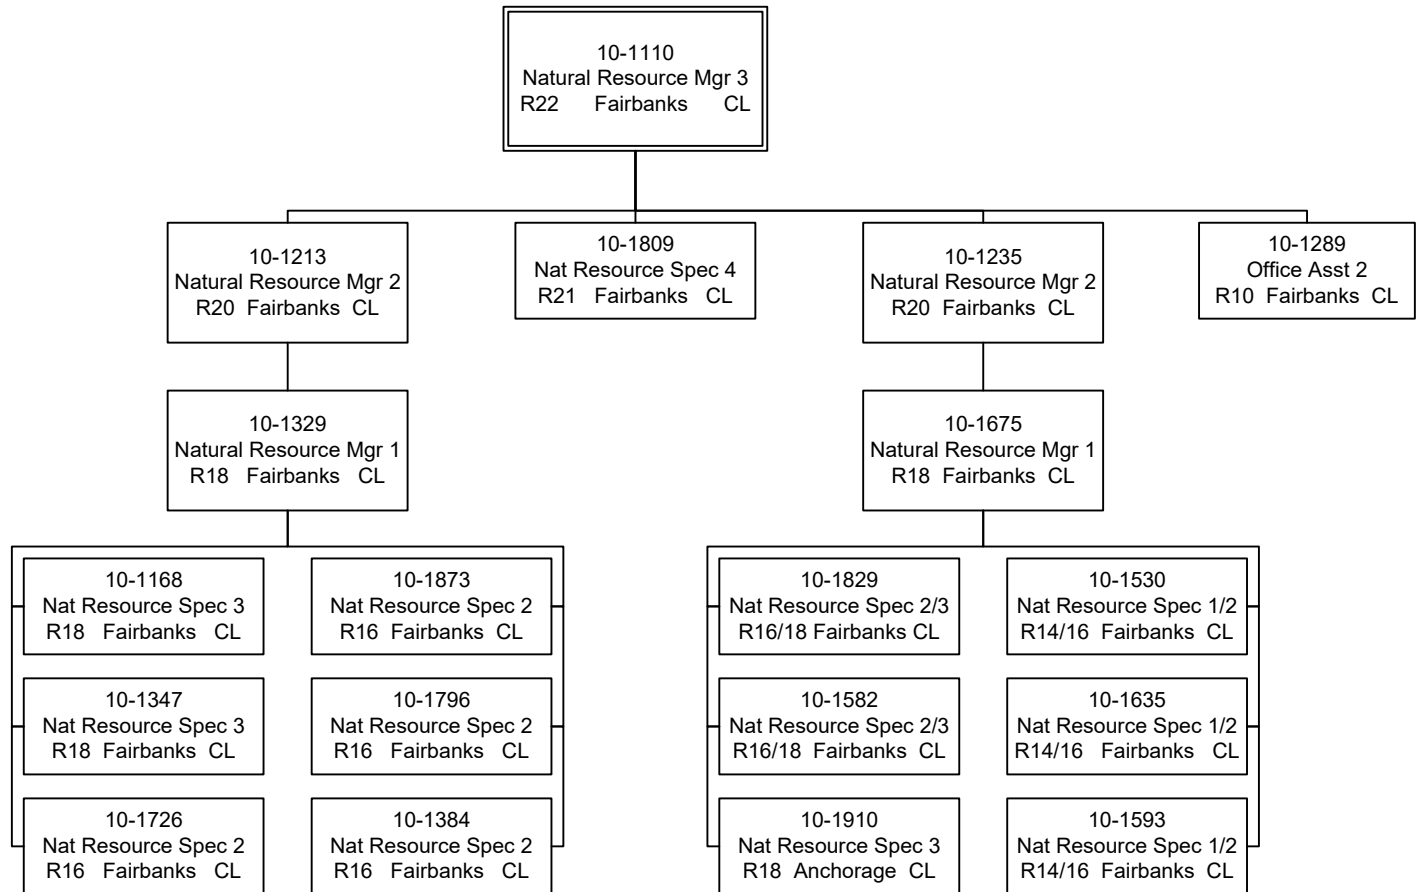 10-1110
Natural Resource Mgr 3
R22 Fairbanks CL
10-1213
Natural Resource Mgr 2
R20 Fairbanks CL
10-1809
Nat Resource Spec 4
R21 Fairbanks CL
10-1235
Natural Resource Mgr 2
R20 Fairbanks CL
10-1289
Office Asst 2
R10 Fairbanks CL
10-1329
Natural Resource Mgr 1
R18 Fairbanks CL
10-1675
Natural Resource Mgr 1
R18 Fairbanks CL
10-1168
Nat Resource Spec 3
R18 Fairbanks CL
10-1873
Nat Resource Spec 2
R16 Fairbanks CL
10-1829
Nat Resource Spec 2/3
R16/18 Fairbanks CL
10-1530
Nat Resource Spec 1/2
R14/16 Fairbanks CL
10-1347
Nat Resource Spec 3
R18 Fairbanks CL
10-1796
Nat Resource Spec 2
R16 Fairbanks CL
10-1582
Nat Resource Spec 2/3
R16/18 Fairbanks CL
10-1635
Nat Resource Spec 1/2
R14/16 Fairbanks CL
10-1726
Nat Resource Spec 2
R16 Fairbanks CL
10-1384
Nat Resource Spec 2
R16 Fairbanks CL
10-1910
Nat Resource Spec 3
R18 Anchorage CL
10-1593
Nat Resource Spec 1/2
R14/16 Fairbanks CL